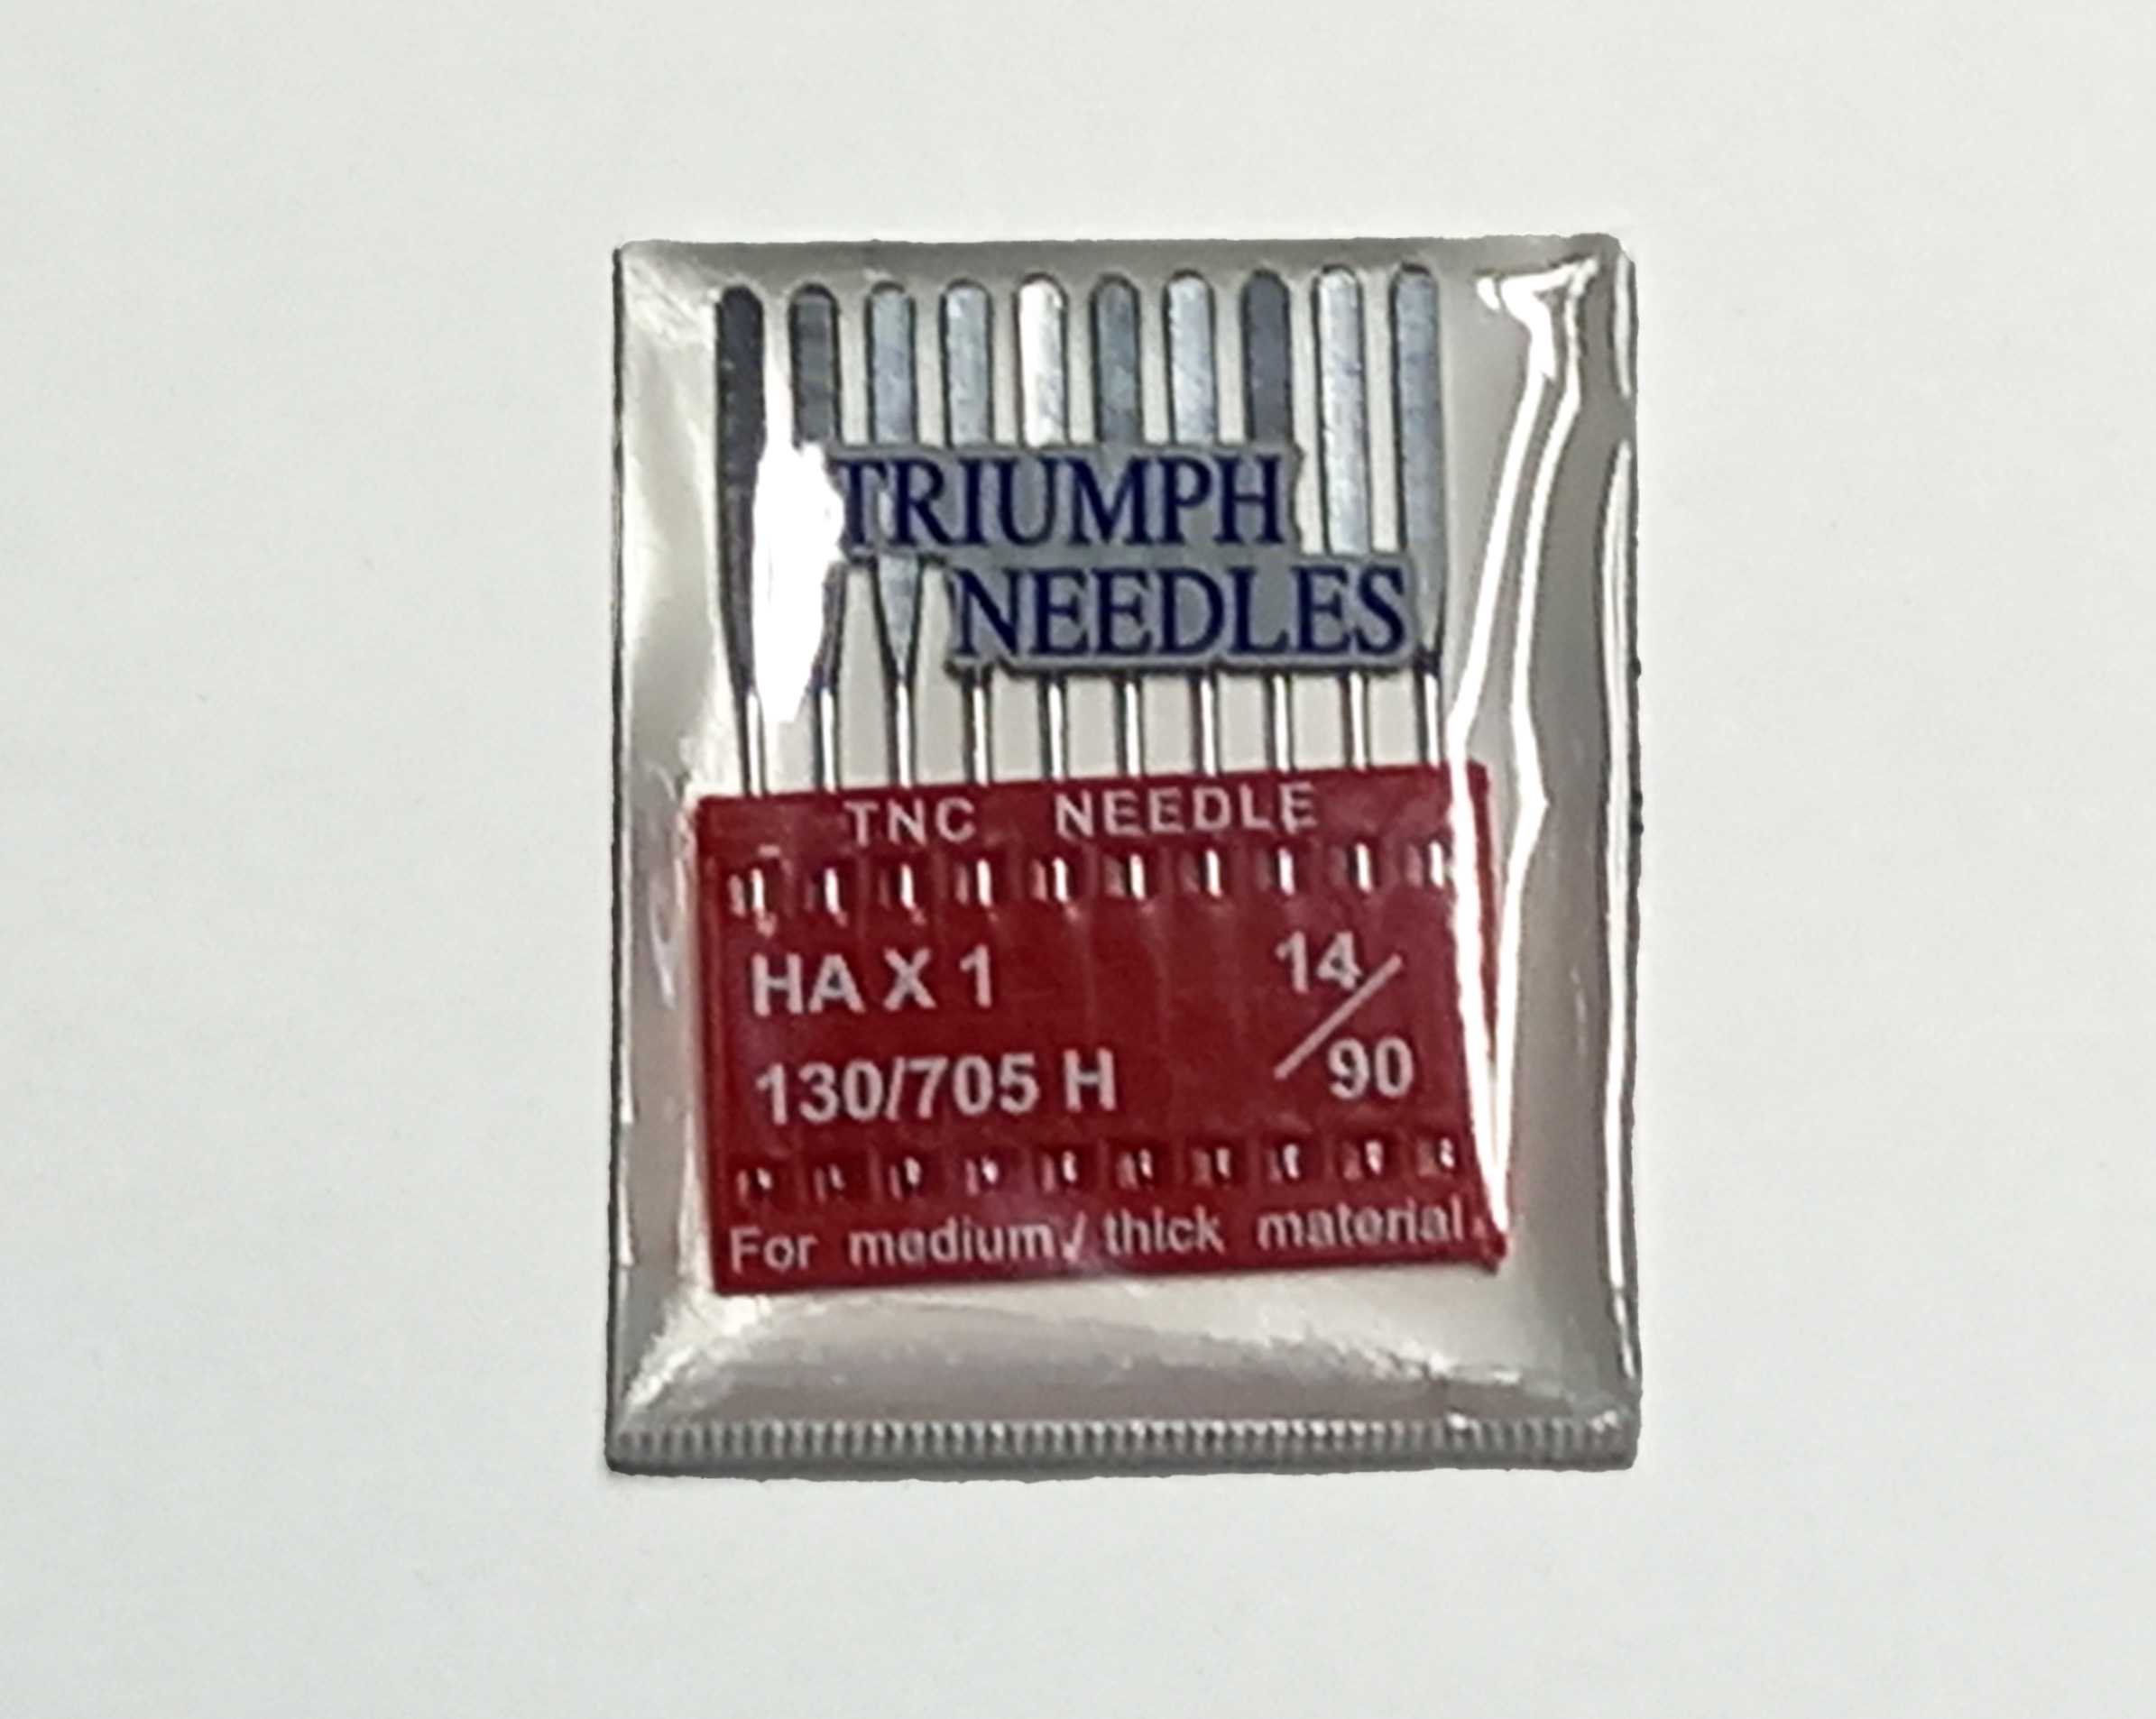 TRIUMPH
NEEDLES
TNC NEEDLE
HA X 1 14/90
130/705 H
For medium / thick material